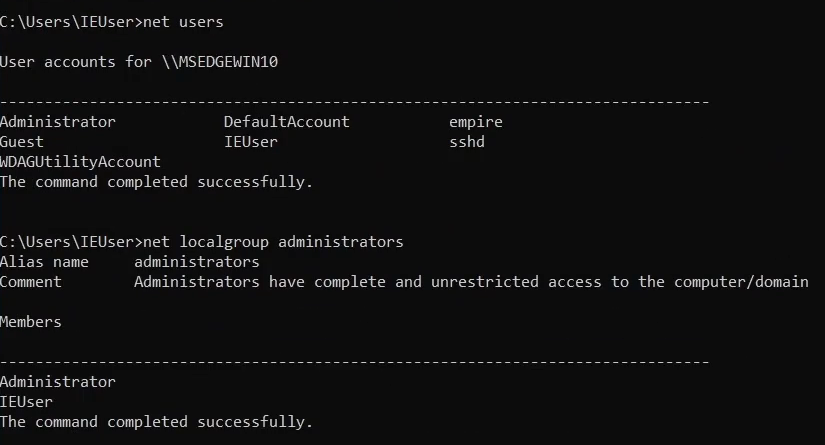 C:\Users\IEUser>net users
User accounts for \\MSEDGEWIN10
-------------------------------------------------------------------------------
Administrator            DefaultAccount           empire
Guest                    IEUser                   sshd
WDAGUtilityAccount
The command completed successfully.
C:\Users\IEUser>net localgroup administrators
Alias name     administrators
Comment        Administrators have complete and unrestricted access to the computer/domain
Members
-------------------------------------------------------------------------------
Administrator
IEUser
The command completed successfully.